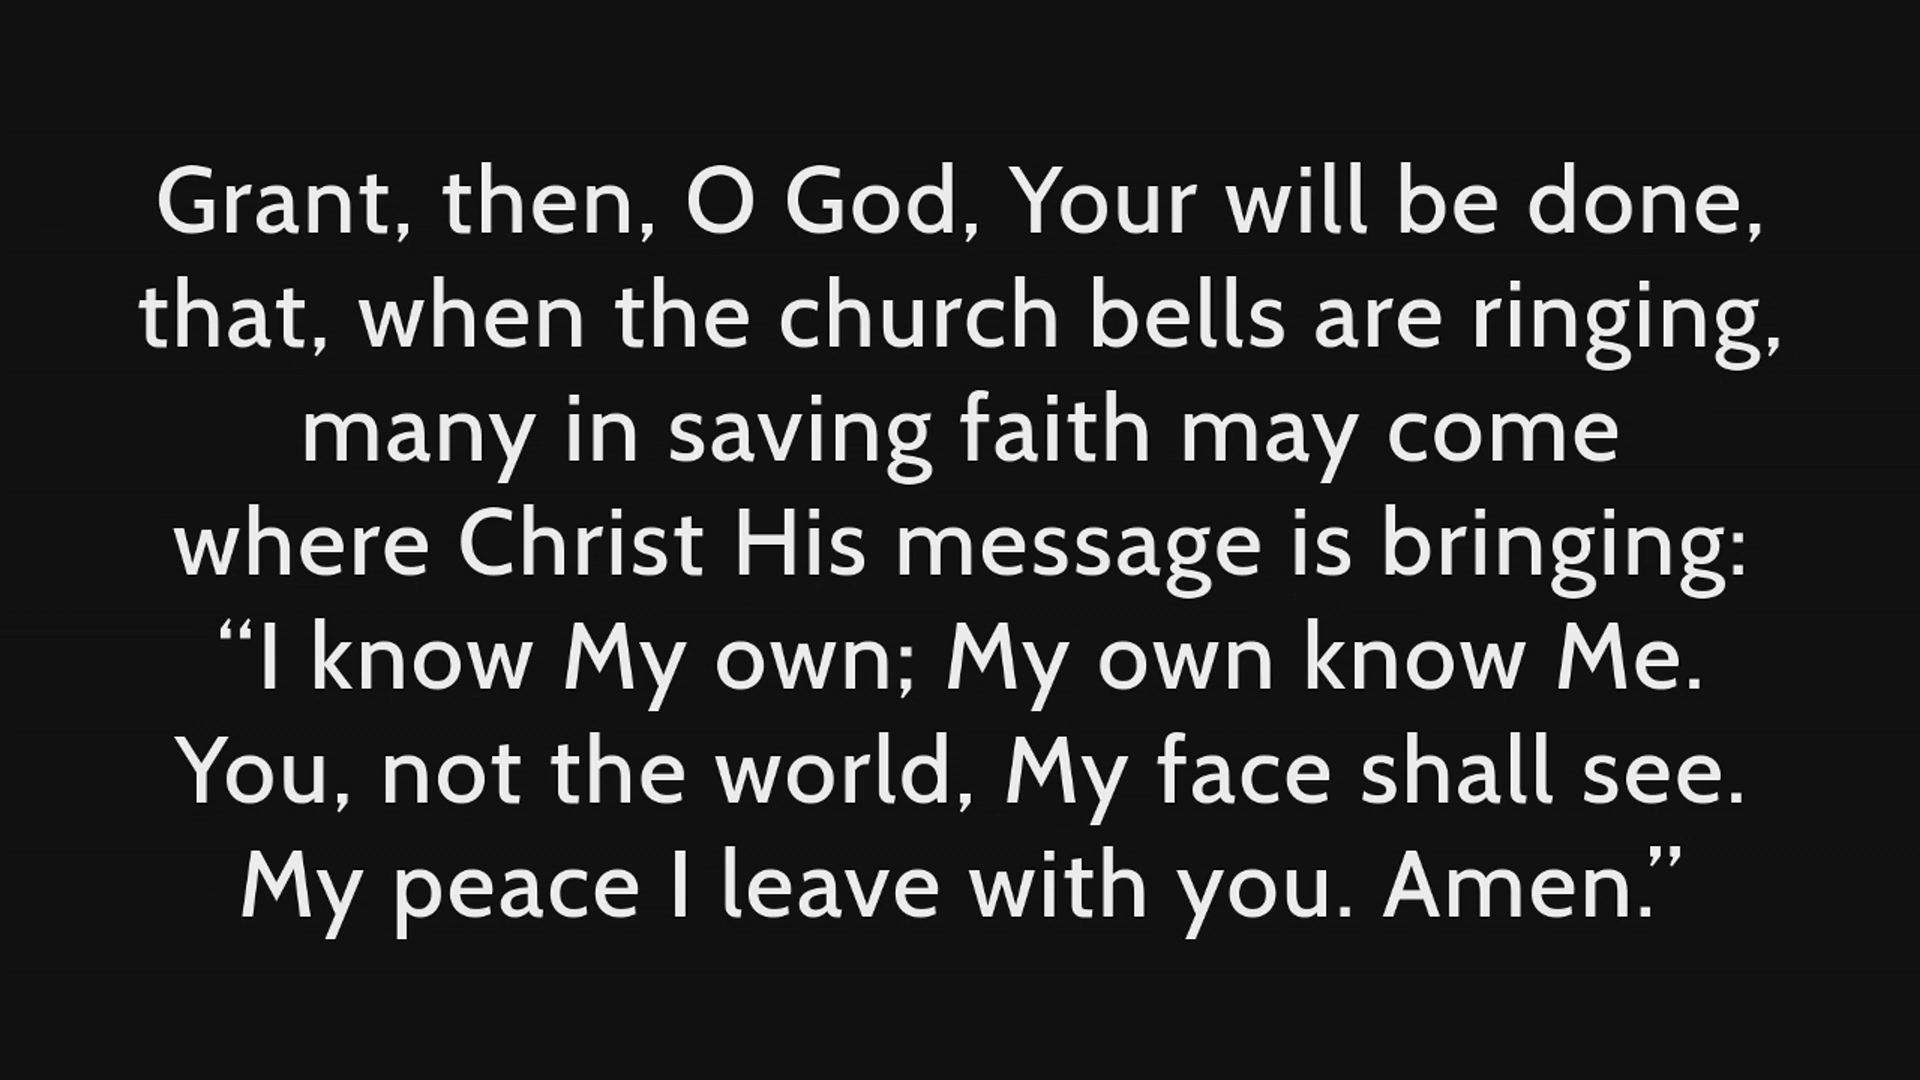 Grant, then, O God, Your will be done,
that, when the church bells are ringing,
many in saving faith may come
where Christ His message is bringing:
“I know My own; My own know Me.
You, not the world, My face shall see.
My peace I leave with you. Amen.”